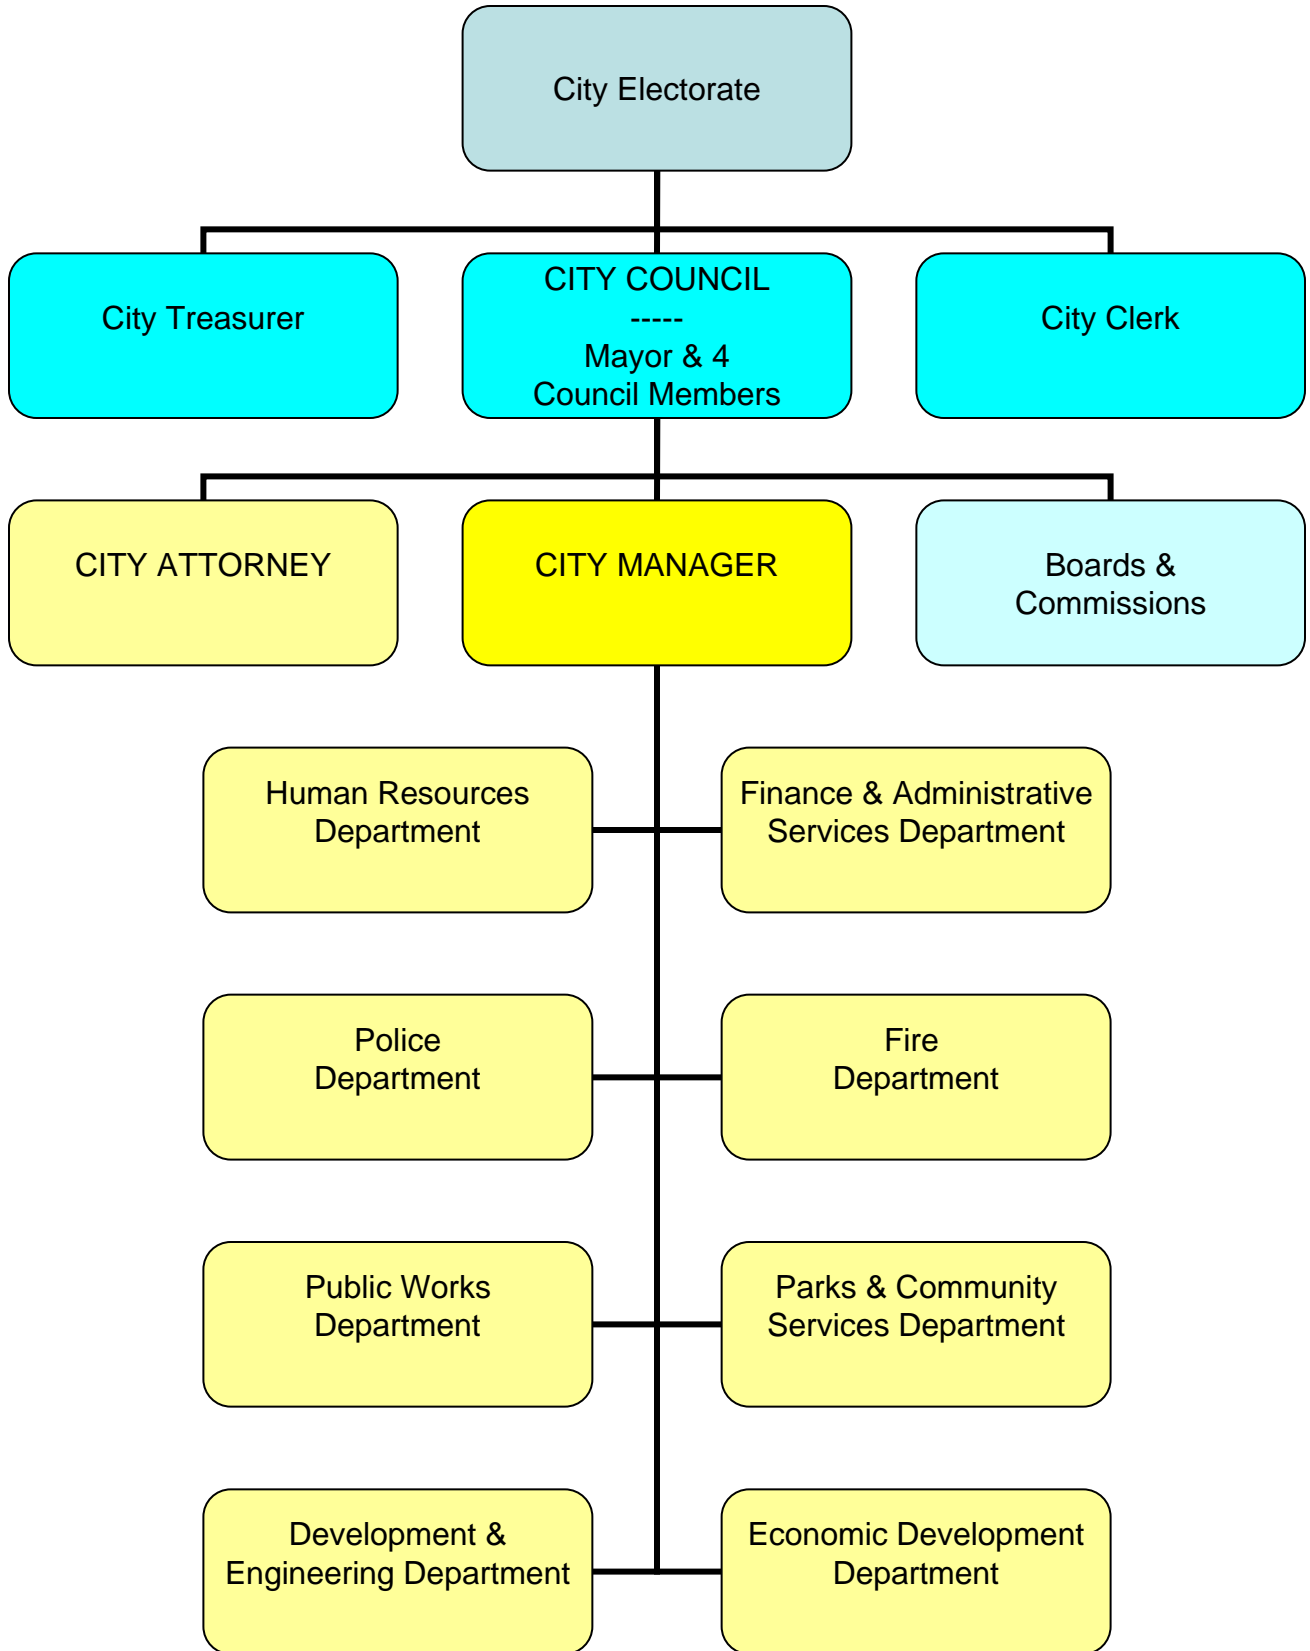 City Electorate
City Treasurer
CITY COUNCIL
-----
Mayor & 4
Council Members
City Clerk
CITY ATTORNEY
CITY MANAGER
Boards &
Commissions
Human Resources
Department
Finance & Administrative
Services Department
Police
Department
Fire
Department
Public Works
Department
Parks & Community
Services Department
Development &
Engineering Department
Economic Development
Department